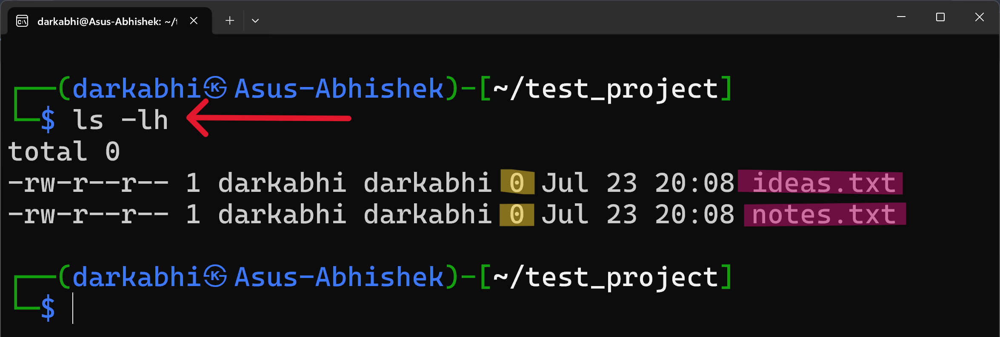 darkabhi@Asus-Abhishek: ~/t
┌──(darkabhi㉿Asus-Abhishek)-[~/test_project]
└─$ ls -lh
total 0
-rw-r--r-- 1 darkabhi darkabhi 0 Jul 23 20:08 ideas.txt
-rw-r--r-- 1 darkabhi darkabhi 0 Jul 23 20:08 notes.txt
┌──(darkabhi㉿Asus-Abhishek)-[~/test_project]
└─$